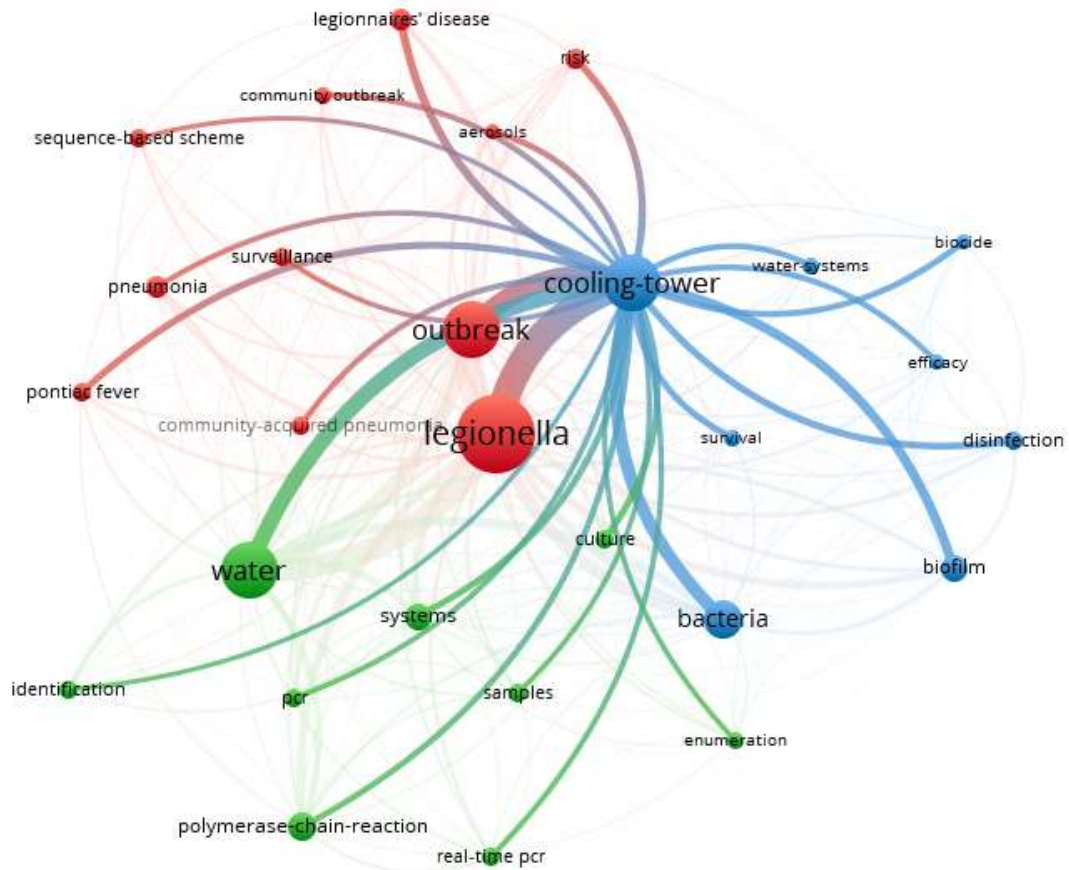 legionnaires' disease
risk
community outbreak
aerosols
sequence-based scheme
biocide
surveillance
water-systems
pneumonia
cooling-tower
outbreak
efficacy
pontiac fever
community-acquired pneumonia
legionella
survival
disinfection
culture
water
biofilm
systems
bacteria
identification
pcr
samples
enumeration
polymerase-chain-reaction
real-time pcr